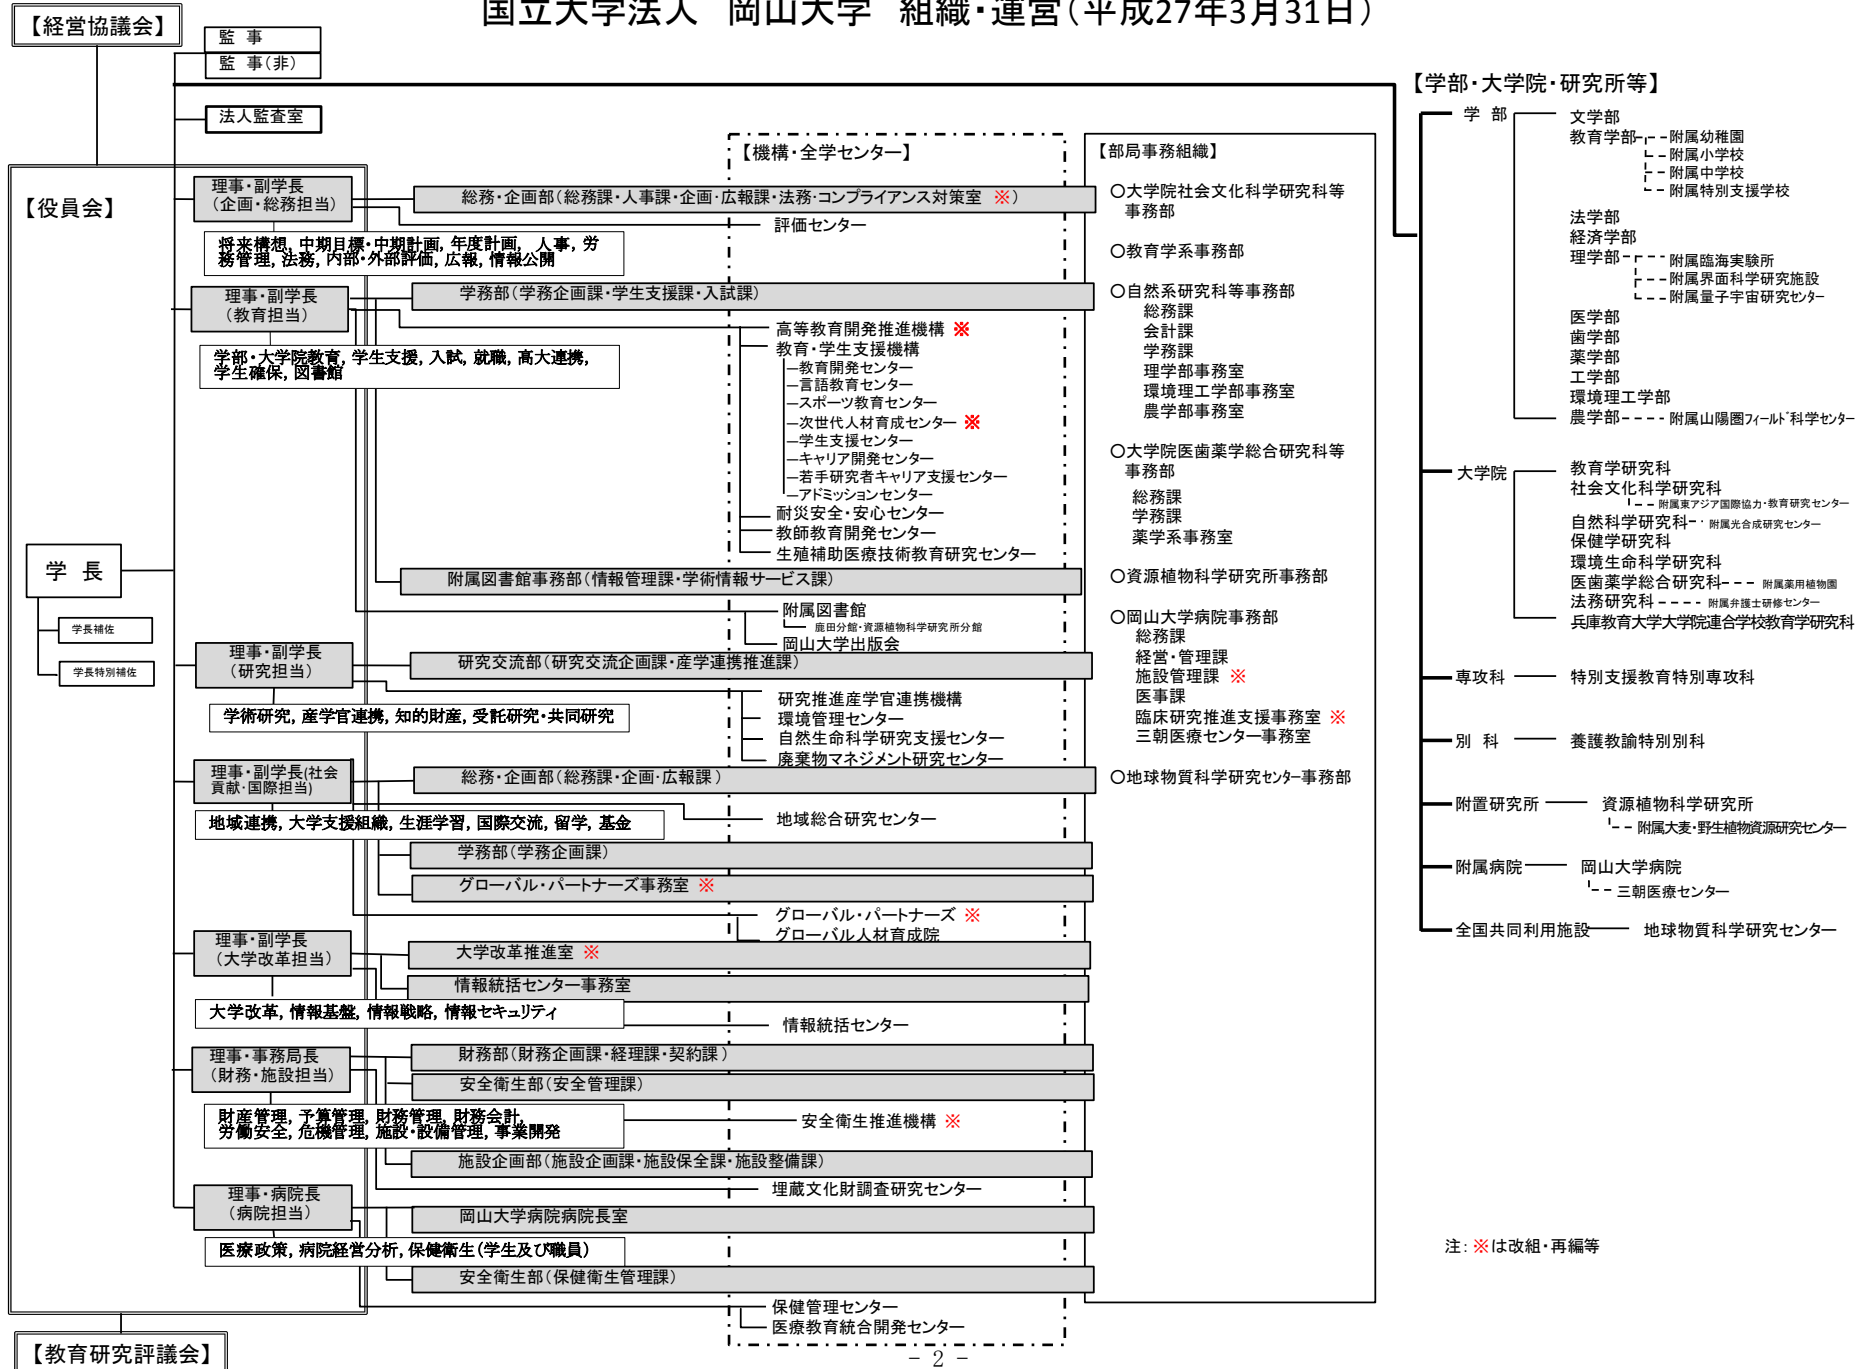 国立大学法人　岡山大学　組織・運営(平成27年3月31日)
【経営協議会】
監 事
監 事(非)
法人監査室
【役員会】
学 長
学長補佐
学長特別補佐
【教育研究評議会】
理事・副学長
(企画・総務担当)
将来構想, 中期目標・中期計画, 年度計画, 人事, 労
務管理, 法務, 内部・外部評価, 広報, 情報公開
理事・副学長
(教育担当)
学部・大学院教育, 学生支援, 入試, 就職, 高大連携,
学生確保, 図書館
理事・副学長
(研究担当)
学術研究, 産学官連携, 知的財産, 受託研究・共同研究
理事・副学長(社会
貢献・国際担当)
地域連携, 大学支援組織, 生涯学習, 国際交流, 留学, 基金
理事・副学長
(大学改革担当)
大学改革, 情報基盤, 情報戦略, 情報セキュリティ
理事・事務局長
(財務・施設担当)
財産管理, 予算管理, 財務管理, 財務会計,
労働安全, 危機管理, 施設・設備管理, 事業開発
理事・病院長
(病院担当)
医療政策, 病院経営分析, 保健衛生(学生及び職員)
【機構・全学センター】
総務・企画部(総務課・人事課・企画・広報課・法務・コンプライアンス対策室 ※)
評価センター
学務部(学務企画課・学生支援課・入試課)
高等教育開発推進機構 ※
教育・学生支援機構
―教育開発センター
―言語教育センター
―スポーツ教育センター
―次世代人材育成センター ※
―学生支援センター
―キャリア開発センター
―若手研究者キャリア支援センター
―アドミッションセンター
耐災安全・安心センター
教師教育開発センター
生殖補助医療技術教育研究センター
附属図書館事務部(情報管理課・学術情報サービス課)
附属図書館
鹿田分館・資源植物科学研究所分館
岡山大学出版会
研究交流部(研究交流企画課・産学連携推進課)
研究推進産学官連携機構
環境管理センター
自然生命科学研究支援センター
廃棄物マネジメント研究センター
総務・企画部(総務課・企画・広報課)
地域総合研究センター
学務部(学務企画課)
グローバル・パートナーズ事務室 ※
グローバル・パートナーズ ※
グローバル人材育成院
大学改革推進室 ※
情報統括センター事務室
情報統括センター
財務部(財務企画課・経理課・契約課)
安全衛生部(安全管理課)
安全衛生推進機構 ※
施設企画部(施設企画課・施設保全課・施設整備課)
埋蔵文化財調査研究センター
岡山大学病院病院長室
安全衛生部(保健衛生管理課)
保健管理センター
医療教育統合開発センター
【部局事務組織】
○大学院社会文化科学研究科等
事務部
○教育学系事務部
○自然系研究科等事務部
総務課
会計課
学務課
理学部事務室
環境理工学部事務室
農学部事務室
○大学院医歯薬学総合研究科等
事務部
総務課
学務課
薬学系事務室
○資源植物科学研究所事務部
○岡山大学病院事務部
総務課
経営・管理課
施設管理課 ※
医事課
臨床研究推進支援事務室 ※
三朝医療センター事務室
○地球物質科学研究センター事務部
【学部・大学院・研究所等】
学 部
文学部
教育学部
附属幼稚園
附属小学校
附属中学校
附属特別支援学校
法学部
経済学部
理学部
附属臨海実験所
附属界面科学研究施設
附属量子宇宙研究センター
医学部
歯学部
薬学部
工学部
環境理工学部
農学部
附属山陽圏フィールド科学センター
大学院
教育学研究科
社会文化科学研究科
附属東アジア国際協力・教育研究センター
自然科学研究科
附属光合成研究センター
保健学研究科
環境生命科学研究科
医歯薬学総合研究科
附属薬用植物園
法務研究科
附属弁護士研修センター
兵庫教育大学大学院連合学校教育学研究科
専攻科
特別支援教育特別専攻科
別 科
養護教諭特別別科
附置研究所
資源植物科学研究所
附属大麦・野生植物資源研究センター
附属病院
岡山大学病院
三朝医療センター
全国共同利用施設
地球物質科学研究センター
注: ※は改組・再編等
- 2 -